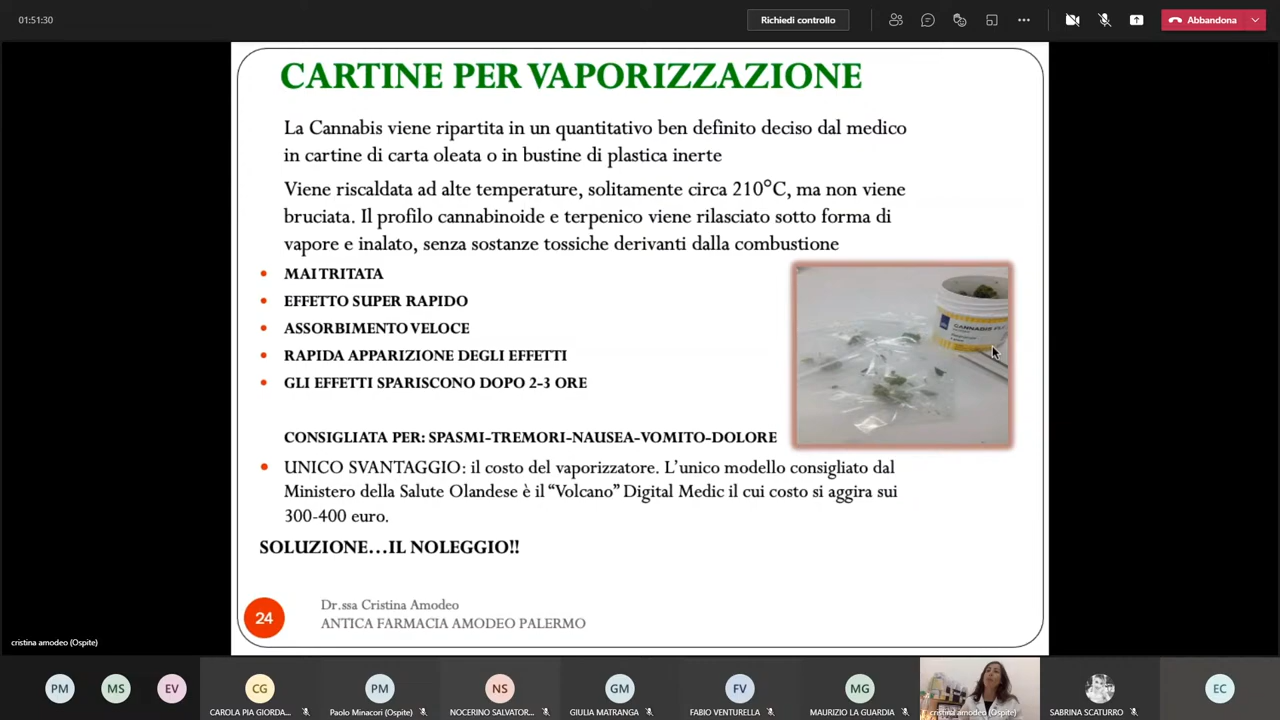 01:51:30
Richiedi controllo
Abbandona
CARTINE PER VAPORIZZAZIONE
La Cannabis viene ripartita in un quantitativo ben definito deciso dal medico
in cartine di carta oleata o in bustine di plastica inerte
Viene riscaldata ad alte temperature, solitamente circa 210°C, ma non viene
bruciata. Il profilo cannabinoide e terpenico viene rilasciato sotto forma di
vapore e inalato, senza sostanze tossiche derivanti dalla combustione
• MAI TRITATA
• EFFETTO SUPER RAPIDO
• ASSORBIMENTO VELOCE
• RAPIDA APPARIZIONE DEGLI EFFETTI
• GLI EFFETTI SPARISCONO DOPO 2-3 ORE
CANNABIS FL
CONSIGLIATA PER: SPASMI-TREMORI-NAUSEA-VOMITO-DOLORE
• UNICO SVANTAGGIO: il costo del vaporizzatore. L'unico modello consigliato dal
Ministero della Salute Olandese è il "Volcano" Digital Medic il cui costo si aggira sui
300-400 euro.
SOLUZIONE...IL NOLEGGIO!!
24
Dr.ssa Cristina Amodeo
ANTICA FARMACIA AMODEO PALERMO
cristina amodeo (Ospite)
PM MS EV CG PM NS GM FV MG EC
CAROLA PIA GIORDA... Paolo Minacori (Ospite) NOCERINO SALVATOR... GIULIA MATRANGA FABIO VENTURELLA MAURIZIO LA GUARDIA cristina amodeo (Ospite) SABRINA SCATURRO